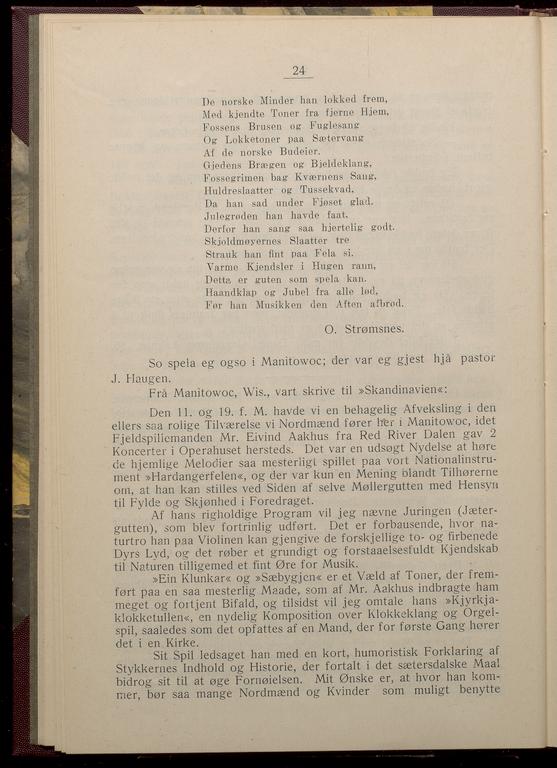 24
De norske Minder han lokked frem,
Med kjendte Toner fra fjerne Hjem,
Fossens Brusen og Fuglesang
Og Lokketoner paa Sætervang
Af de norske Budeier.
Gjedens Brægen og Bjeldeklang,
Fossegrimen bag Kværnens Sang,
Huldreslaatter og Tussekvad,
Da han sad under Fjøset glad.
Julegrøden han havde faat,
Derfor han sang saa hjertelig godt.
Skjoldmøyernes Slaatter tre
Strauk han fint paa Fela si.
Varme Kjendsler i Hugen rann,
Dette er guten som spela kan.
Haandklap og Jubel fra alle lød,
Før han Musikken den Aften afbrød.
O. Strømsnes.
So spela eg ogso i Manitowoc; der var eg gjest hjå pastor
J. Haugen.
Frå Manitowoc, Wis., vart skrive til »Skandinavien«:
Den 11. og 19. f. M. havde vi en behagelig Afveksling i den
ellers saa rolige Tilværelse vi Nordmænd fører her i Manitowoc, idet
Fjeldspillemanden Mr. Eivind Aakhus fra Red River Dalen gav 2
Koncerter i Operahuset hersteds. Det var en udsøgt Nydelse at høre
de hjemlige Melodier saa mesterligt spillet paa vort Nationalinstru-
ment »Hardangerfelen«, og der var kun en Mening blandt Tilhørerne
om, at han kan stilles ved Siden af selve Møllergutten med Hensyn
til Fylde og Skjønhed i Foredraget.
Af hans righoldige Program vil jeg nævne Juringen (Jæter-
gutten), som blev fortrinlig udført. Det er forbausende, hvor na-
turtro han paa Violinen kan gjengive de forskjellige to- og firbenede
Dyrs Lyd, og det røber et grundigt og forstaaelsesfuldt Kjendskab
til Naturen tilligemed et fint Øre for Musik.
»Ein Klunkar« og »Sæbygjen« er et Væld af Toner, der frem-
ført paa en saa mesterlig Maade, som af Mr. Aakhus indbragte ham
meget og fortjent Bifald, og tilsidst vil jeg omtale hans »Kjyrkja-
klokketullen«, en nydelig Komposition over Klokkeklang og Orgel-
spil, saaledes som det opfattes af en Mand, der for første Gang hører
det i en Kirke.
Sit Spil ledsaget han med en kort, humoristisk Forklaring af
Stykkernes Indhold og Historie, der fortalt i det sætersdalske Maal
bidrog sit til at øge Fornøielsen. Mit Ønske er, at hvor han kom-
mer, bør saa mange Nordmænd og Kvinder som muligt benytte